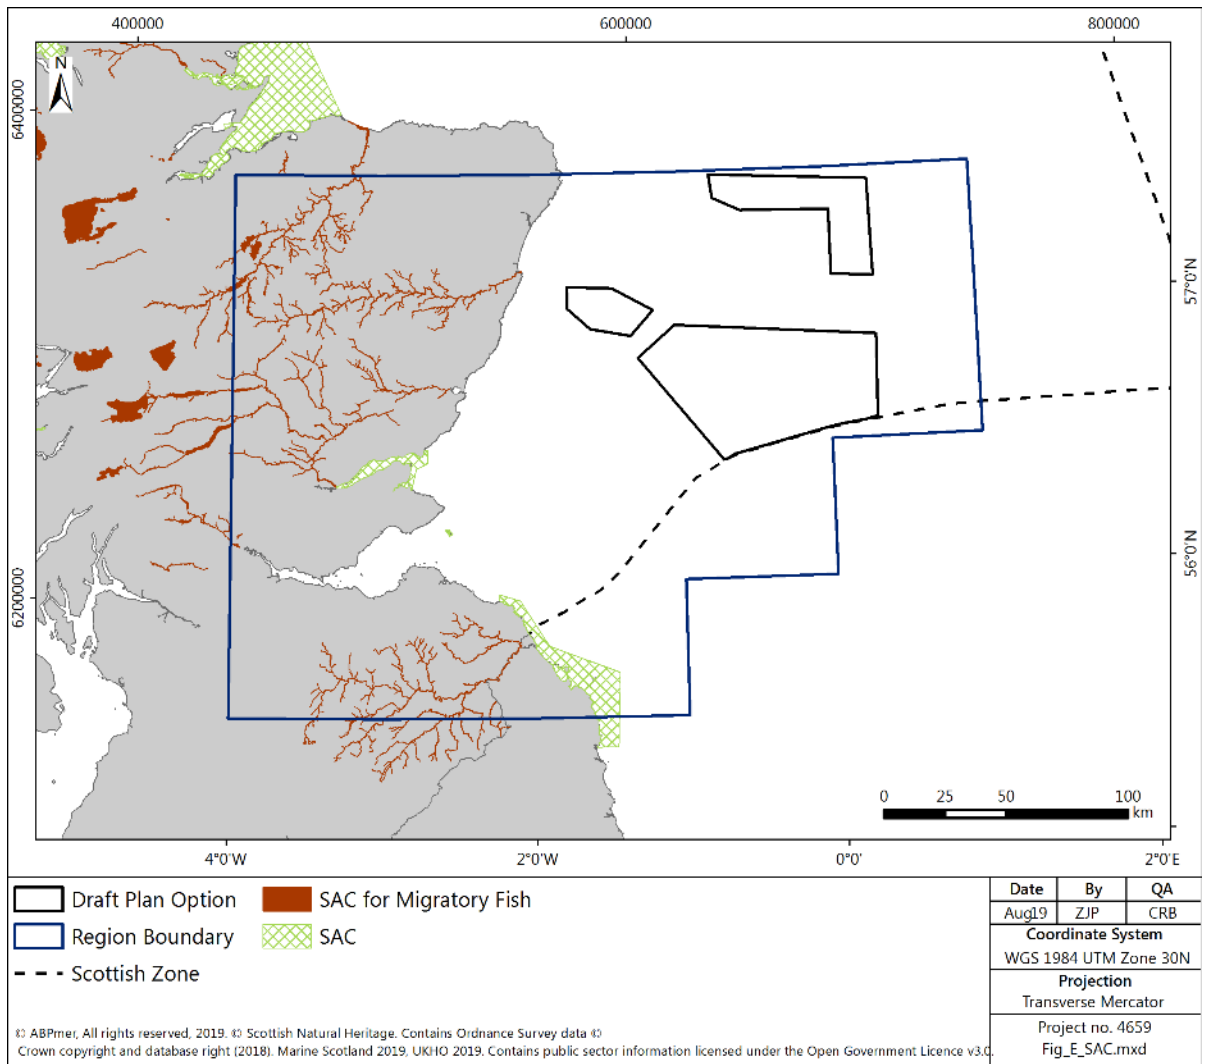 400000
600000
800000
N
6400000
57°0'N
56°0'N
6200000
0
25
50
100
km
4°0'W
2°0'W
0°0'
2°0'E
Draft Plan Option
SAC for Migratory Fish
Region Boundary
SAC
Scottish Zone
Date
By
QA
Aug19
ZJP
CRB
Coordinate System
WGS 1984 UTM Zone 30N
Projection
Transverse Mercator
Project no. 4659
Fig_E_SAC.mxd
© ABPmer, All rights reserved, 2019. © Scottish Natural Heritage. Contains Ordnance Survey data ©
Crown copyright and database right (2018). Marine Scotland 2019, UKHO 2019. Contains public sector information licensed under the Open Government Licence v3.0.